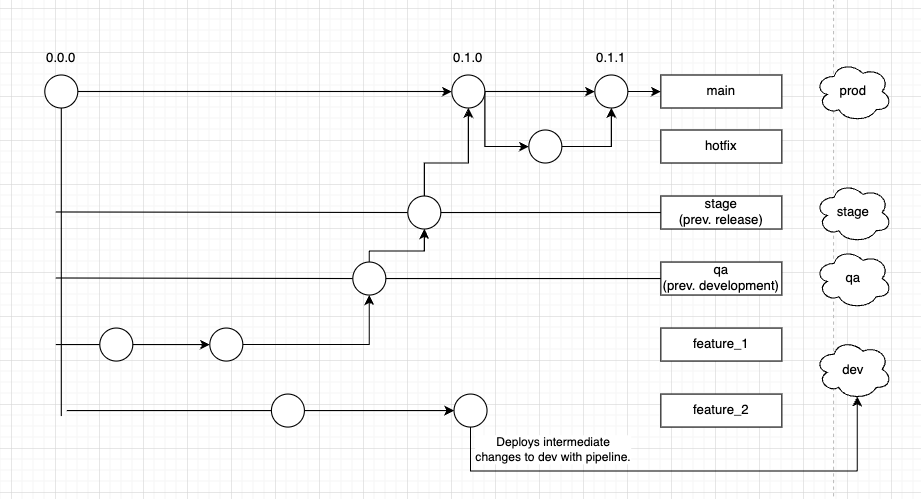 0.0.0
0.1.0
0.1.1
main
prod
hotfix
stage
(prev. release)
stage
qa
(prev. development)
qa
feature_1
dev
feature_2
Deploys intermediate
changes to dev with pipeline.